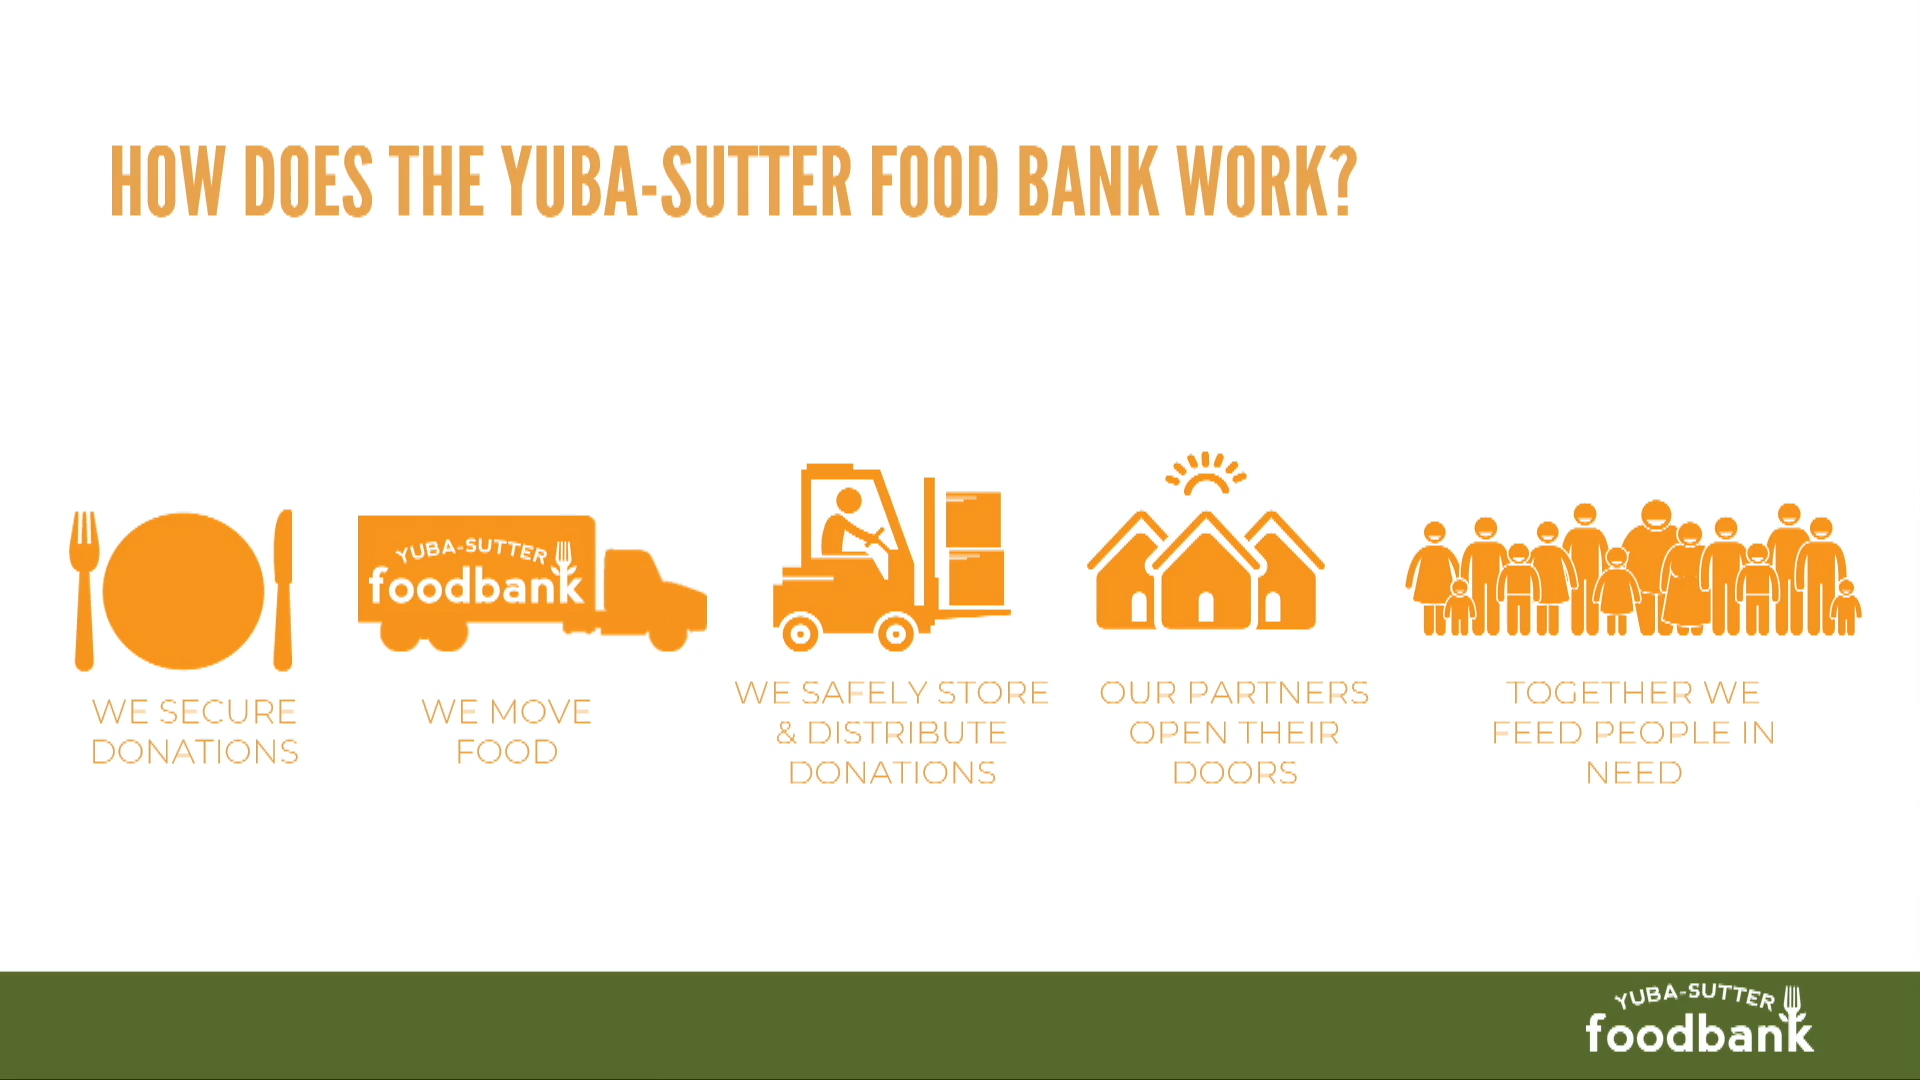 HOW DOES THE YUBA-SUTTER FOOD BANK WORK?
YUBA-SUTTER
foodbank
WE SECURE
DONATIONS
WE MOVE
FOOD
WE SAFELY STORE
& DISTRIBUTE
DONATIONS
OUR PARTNERS
OPEN THEIR
DOORS
TOGETHER WE
FEED PEOPLE IN
NEED
YUBA-SUTTER
foodbank